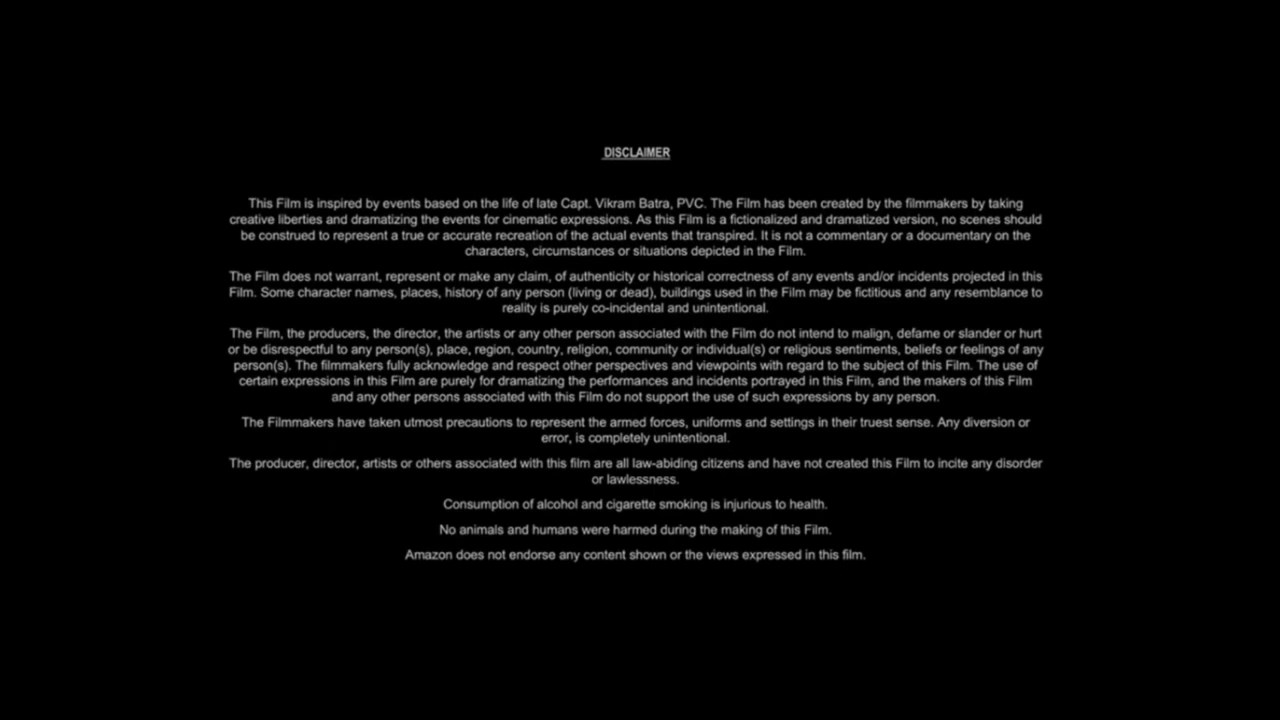 DISCLAIMER
This Film is inspired by events based on the life of late Capt. Vikram Batra, PVC. The Film has been created by the filmmakers by taking
creative liberties and dramatizing the events for cinematic expressions. As this Film is a fictionalized and dramatized version, no scenes should
be construed to represent a true or accurate recreation of the actual events that transpired. It is not a commentary or a documentary on the
characters, circumstances or situations depicted in the Film.
The Film does not warrant, represent or make any claim, of authenticity or historical correctness of any events and/or incidents projected in this
Film. Some character names, places, history of any person (living or dead), buildings used in the Film may be fictitious and any resemblance to
reality is purely co-incidental and unintentional.
The Film, the producers, the director, the artists or any other person associated with the Film do not intend to malign, defame or slander or hurt
or be disrespectful to any person(s), place, region, country, religion, community or individual(s) or religious sentiments, beliefs or feelings of any
person(s). The filmmakers fully acknowledge and respect other perspectives and viewpoints with regard to the subject of this Film. The use of
certain expressions in this Film are purely for dramatizing the performances and incidents portrayed in this Film, and the makers of this Film
and any other persons associated with this Film do not support the use of such expressions by any person.
The Filmmakers have taken utmost precautions to represent the armed forces, uniforms and settings in their truest sense. Any diversion or
error, is completely unintentional.
The producer, director, artists or others associated with this film are all law-abiding citizens and have not created this Film to incite any disorder
or lawlessness.
Consumption of alcohol and cigarette smoking is injurious to health.
No animals and humans were harmed during the making of this Film.
Amazon does not endorse any content shown or the views expressed in this film.